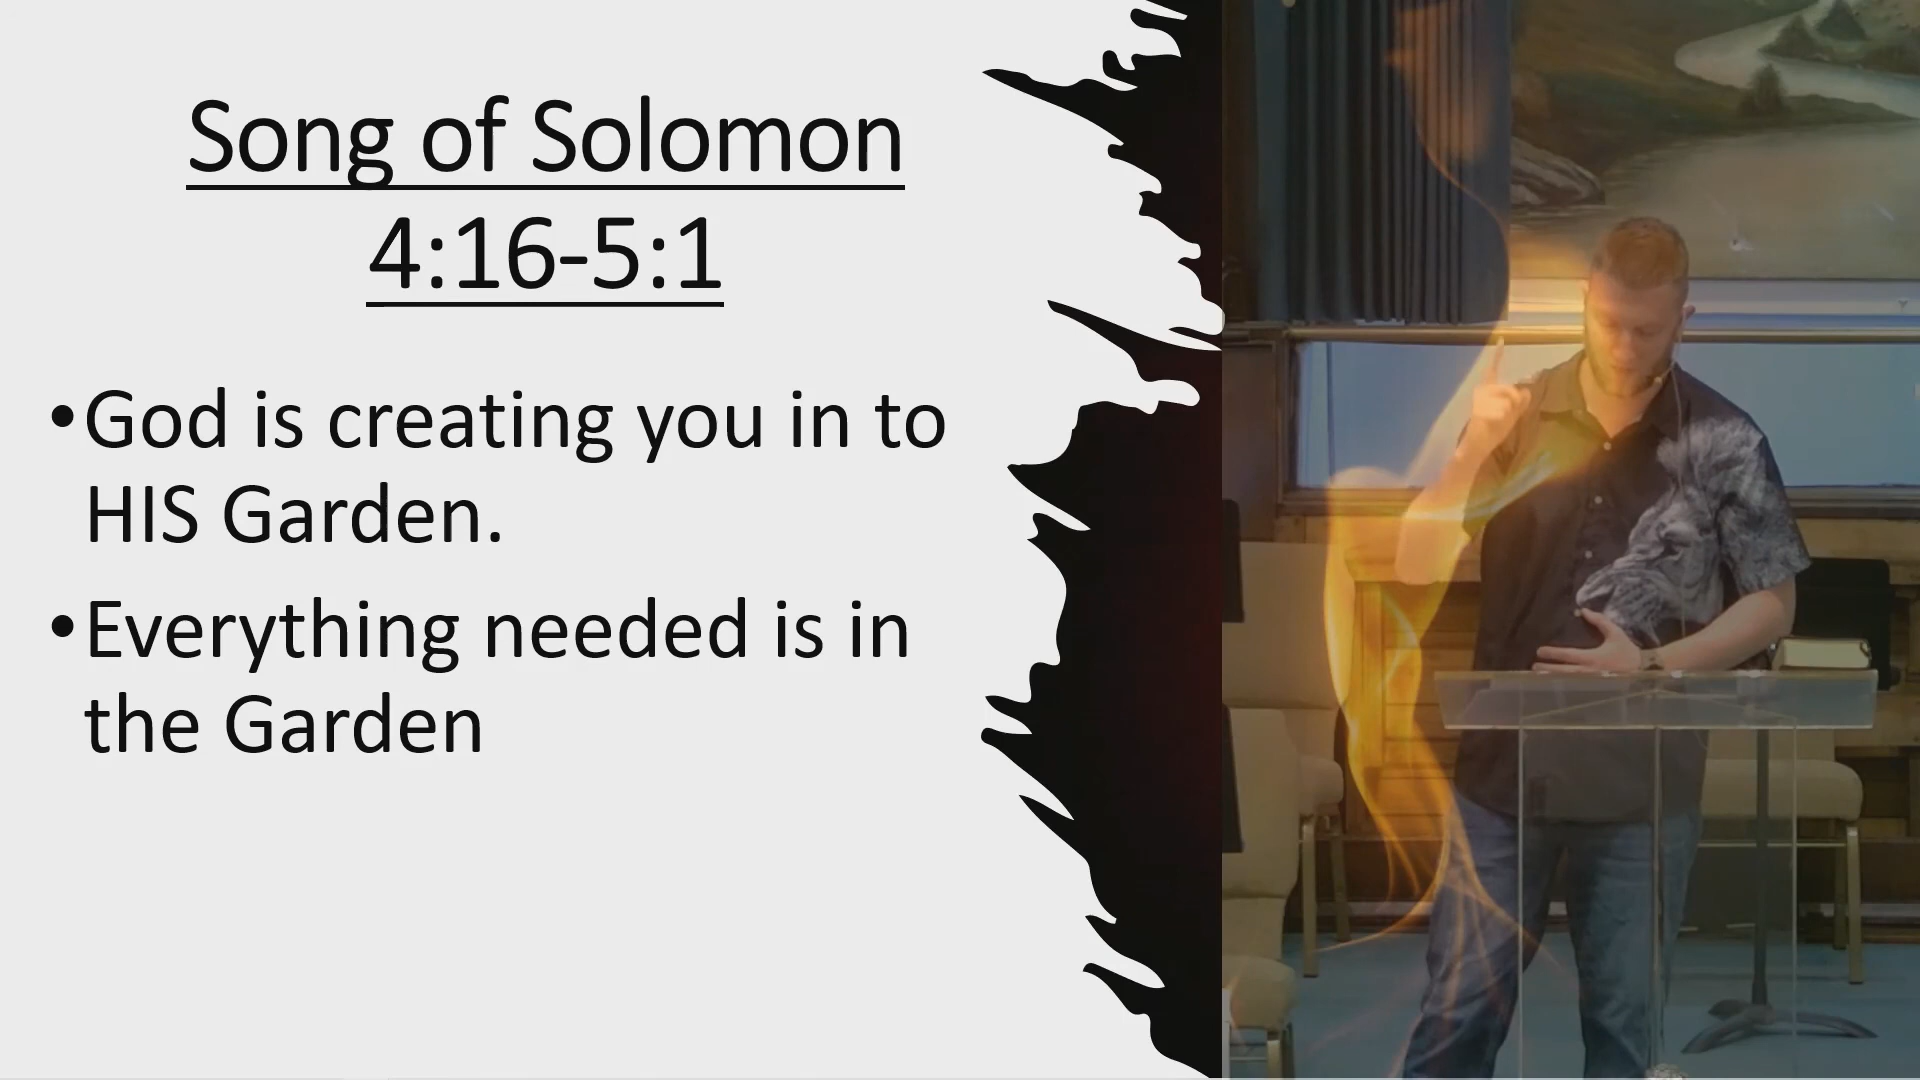 Song of Solomon
4:16-5:1
•God is creating you in to
HIS Garden.
•Everything needed is in
the Garden